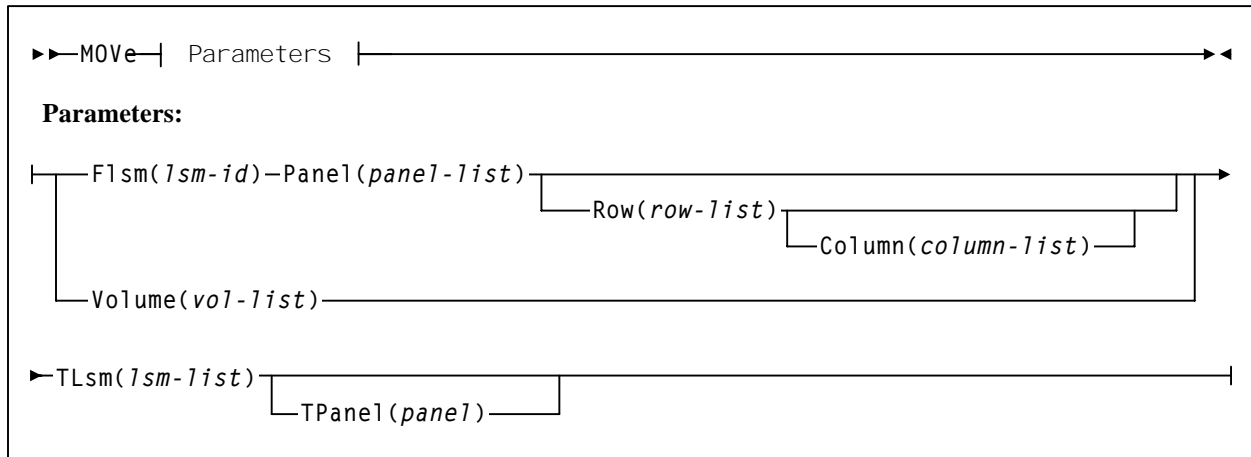 MOVe Parameters
Parameters:
Flsm(lsm-id) Panel(panel-list)
Row(row-list)
Column(column-list)
Volume(vol-list)
TLsm(lsm-list)
TPanel(panel)